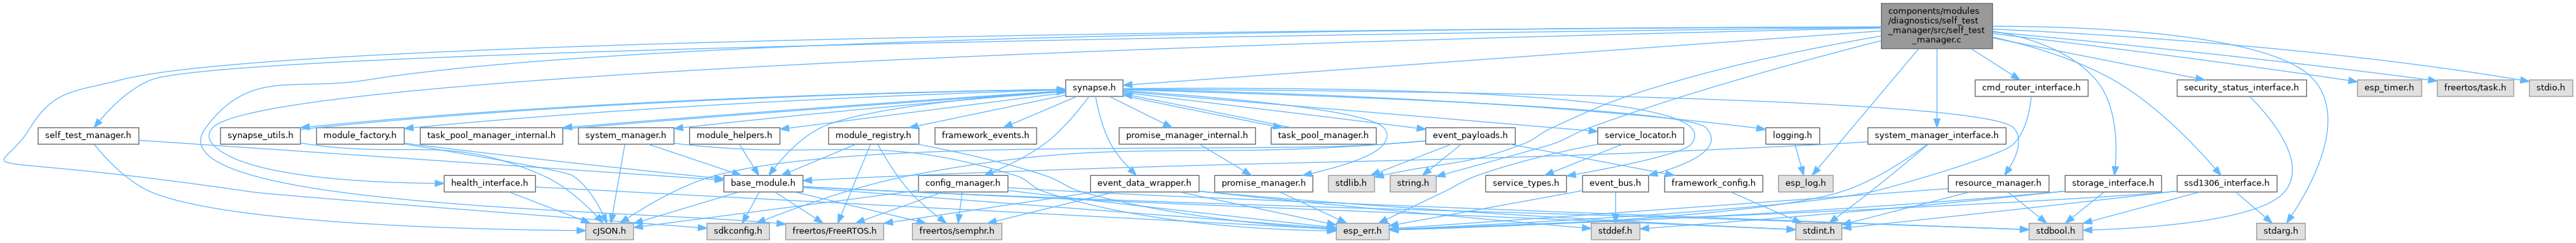 components/modules
/diagnostics/self_test
_manager/src/self_test
_manager.c
synapse.h
cmd_router_interface.h
security_status_interface.h
esp_timer.h
freertos/task.h
stdio.h
self_test_manager.h
synapse_utils.h
module_factory.h
task_pool_manager_internal.h
system_manager.h
module_helpers.h
module_registry.h
framework_events.h
promise_manager_internal.h
task_pool_manager.h
event_payloads.h
service_locator.h
logging.h
system_manager_interface.h
health_interface.h
base_module.h
config_manager.h
event_data_wrapper.h
promise_manager.h
stdlib.h
string.h
service_types.h
event_bus.h
framework_config.h
esp_log.h
resource_manager.h
storage_interface.h
ssd1306_interface.h
cJSON.h
sdkconfig.h
freertos/FreeRTOS.h
freertos/semphr.h
esp_err.h
stddef.h
stdint.h
stdbool.h
stdarg.h